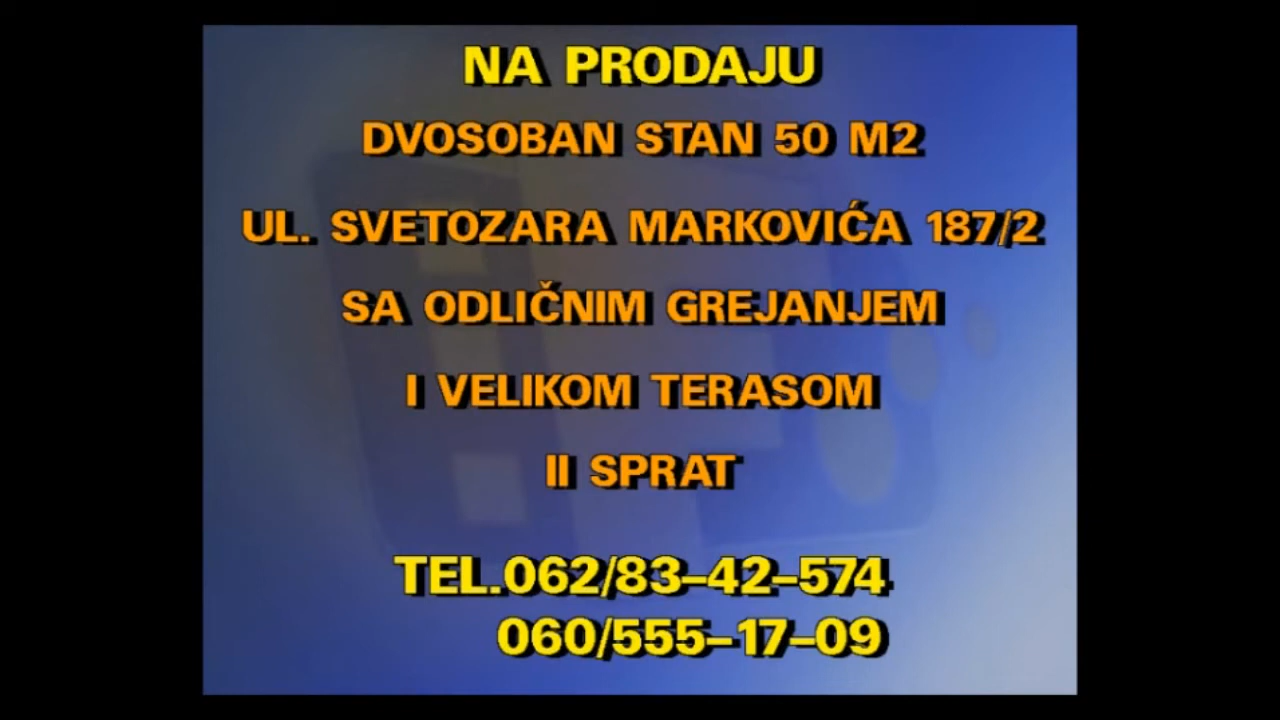 NA PRODAJU
DVOSOBAN STAN 50 M2
UL. SVETOZARA MARKOVIĆA 187/2
SA ODLIČNIM GREJANJEM
I VELIKOM TERASOM
II SPRAT
TEL.062/83-42-574
060/555-17-09